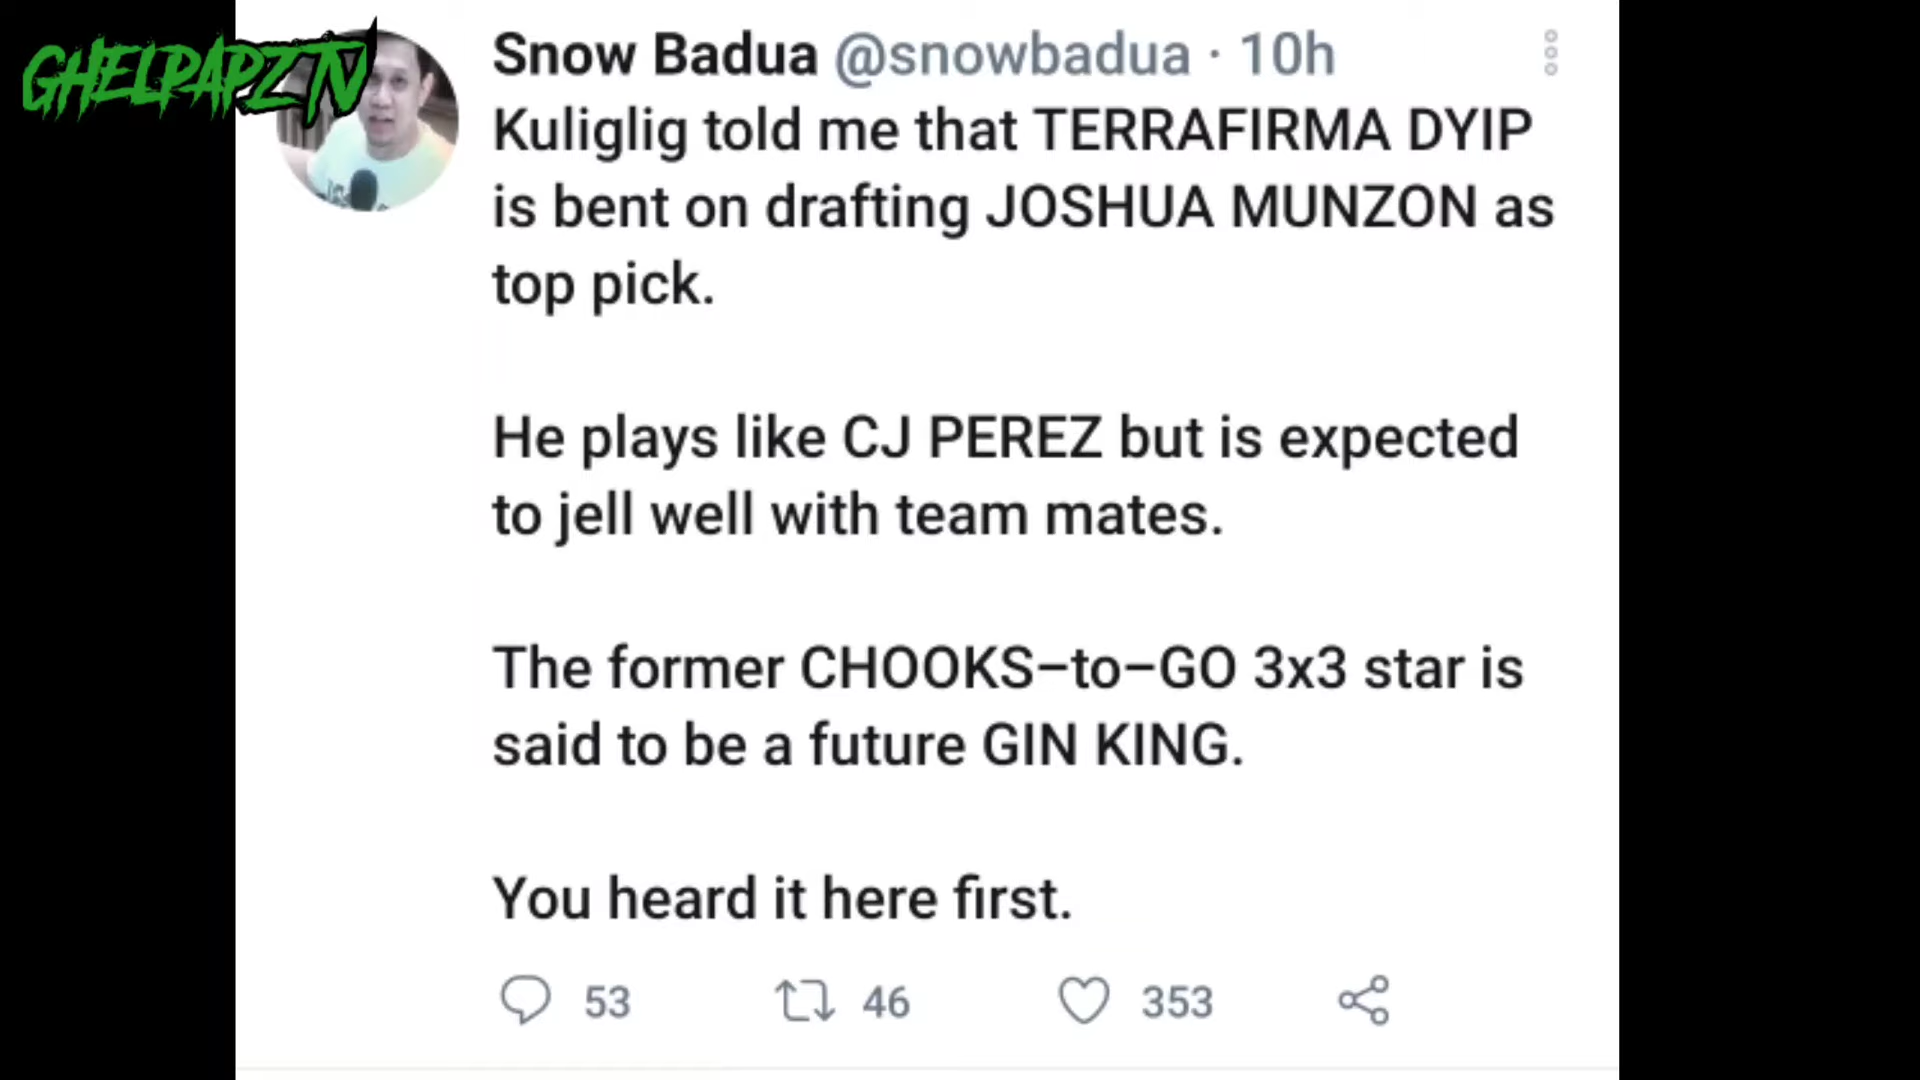 GHELPAPZ TV
Snow Badua @snowbadua · 10h
Kuliglig told me that TERRAFIRMA DYIP
is bent on drafting JOSHUA MUNZON as
top pick.
He plays like CJ PEREZ but is expected
to jell well with team mates.
The former CHOOKS-to-GO 3x3 star is
said to be a future GIN KING.
You heard it here first.
53 46 353